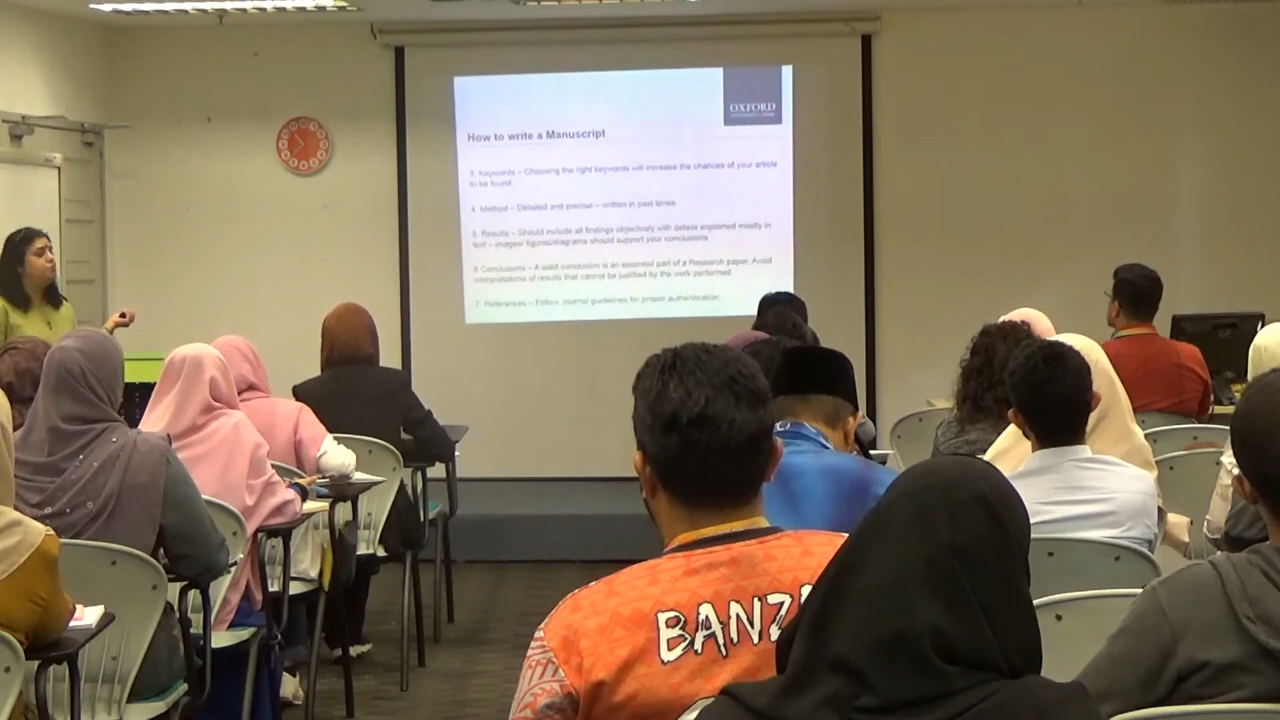 OXFORD
UNIVERSITY PRESS
How to write a Manuscript
3. Keywords – Choosing the right keywords will increase the chances of your article
to be found
4. Method – Detailed and precise – written in past tense
5. Results – Should include all findings objectively with details explained mostly in
text – images/ figures/diagrams should support your conclusions
6 Conclusions – A valid conclusion is an essential part of a Research paper. Avoid
interpretations of results that cannot be justified by the work performed
7. References – Follow Journal guidelines for proper authentication.